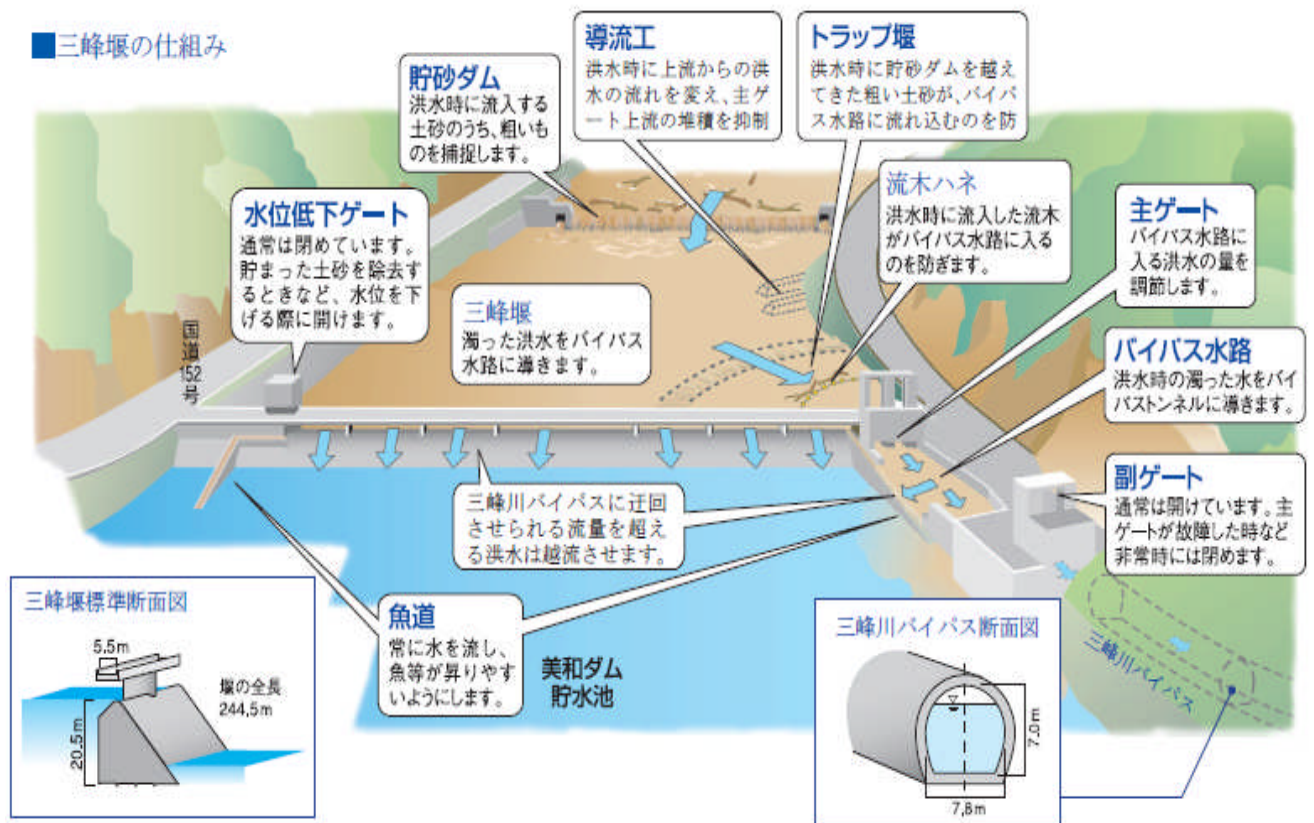 ■三峰堰の仕組み
導流工
洪水時に上流からの洪
水の流れを変え、主ゲ
ート上流の堆積を抑制
トラップ堰
洪水時に貯砂ダムを越え
てきた粗い土砂が、バイパ
ス水路に流れ込むのを防
貯砂ダム
洪水時に流入する
土砂のうち、粗いも
のを捕捉します。
流木ハネ
洪水時に流入した流木
がバイパス水路に入る
のを防ぎます。
主ゲート
バイパス水路に
入る洪水の量を
調節します。
水位低下ゲート
通常は閉めています。
貯まった土砂を除去す
るときなど、水位を下
げる際に開けます。
国道152号
三峰堰
濁った洪水をバイパス
水路に導きます。
バイパス水路
洪水時の濁った水をバイ
パストンネルに導きます。
副ゲート
通常は開けています。主
ゲートが故障した時など
非常時には閉めます。
三峰川バイパスに迂回
させられる流量を超え
る洪水は越流させます。
魚道
常に水を流し、
魚等が昇りやす
いようにします。
美和ダム
貯水池
三峰堰標準断面図
5.5m
堰の全長
244,5m
20.5m
三峰川バイパス断面図
7.0m
7,8m
三峰川バイパス